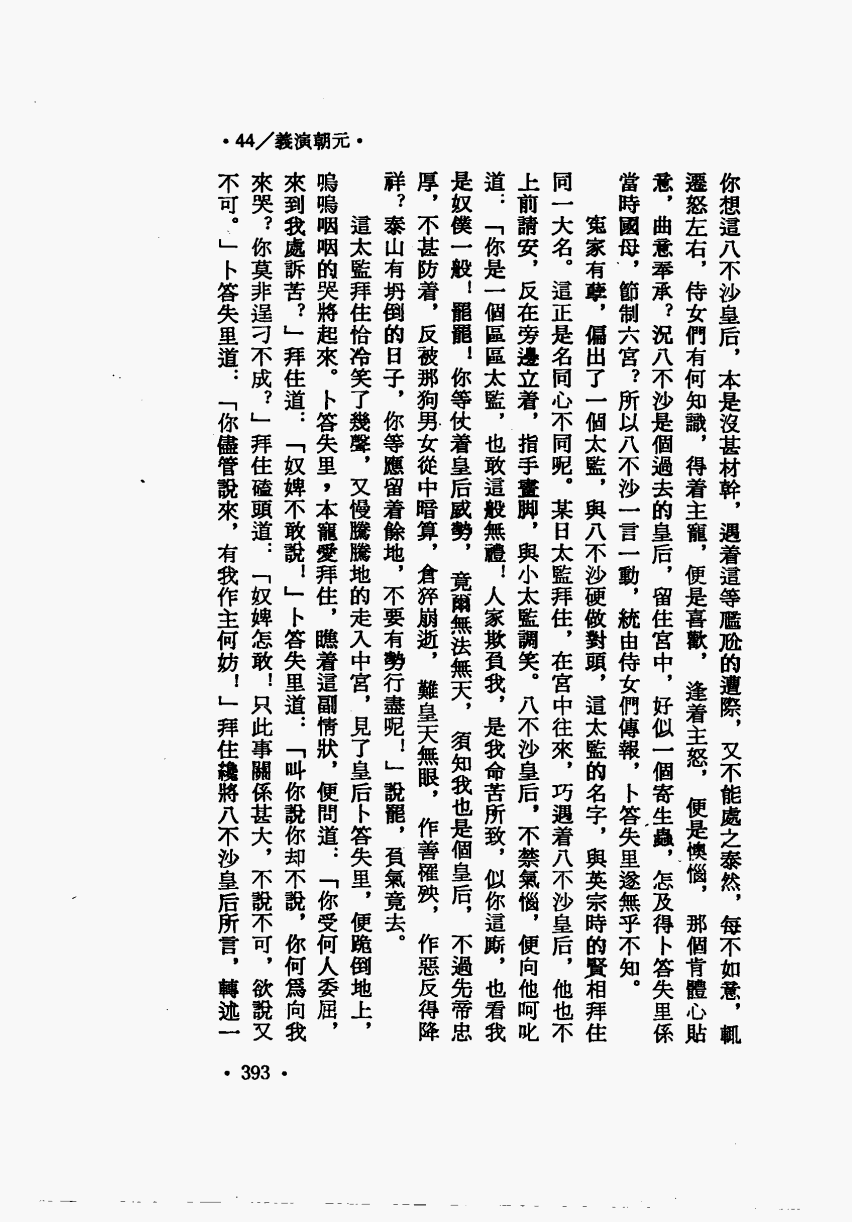 •44／義演朝元•
你想這八不沙皇后，本是沒甚材幹，遇着這等尷尬的遭際，又不能處之泰然，每不如意，輒
遷怒左右，侍女們有何知識，得着主寵，便是喜歡，逢着主怒，便是懊惱，那個肯體心貼
意，曲意奉承？況八不沙是個過去的皇后，留住宮中，好似一個寄生蟲，怎及得卜答失里係
當時國母，節制六宮？所以八不沙一言一動，統由侍女們傳報，卜答失里遂無乎不知。
寃家有孽，偏出了一個太監，與八不沙硬做對頭，這太監的名字，與英宗時的賢相拜住
同一大名。這正是名同心不同呢。某日太監拜住，在宮中往來，巧遇着八不沙皇后，他也不
上前請安，反在旁邊立着，指手畫脚，與小太監調笑。八不沙皇后，不禁氣惱，便向他呵叱
道：「你是一個區區太監，也敢這般無禮！人家欺負我，是我命苦所致，似你這廝，也看我
是奴僕一般！罷罷！你等仗着皇后威勢，竟爾無法無天，須知我也是個皇后，不過先帝忠
厚，不甚防着，反被那狗男女從中暗算，倉猝崩逝，難皇天無眼，作善罹殃，作惡反得降
祥？泰山有坍倒的日子，你等應留着餘地，不要有勢行盡呢！」說罷，負氣竟去。
這太監拜住恰冷笑了幾聲，又慢騰騰地的走入中宮，見了皇后卜答失里，便跪倒地上，
嗚嗚咽咽的哭將起來。卜答失里，本寵愛拜住，瞧着這副情狀，便問道：「你受何人委屈，
來到我處訴苦？」拜住道：「奴婢不敢說！」卜答失里道：「叫你說你却不說，你何爲向我
來哭？你莫非逞刁不成？」拜住磕頭道：「奴婢怎敢！只此事關係甚大，不說不可，欲說又
不可。」卜答失里道：「你儘管說來，有我作主何妨！」拜住纔將八不沙皇后所言，轉述一
•393•